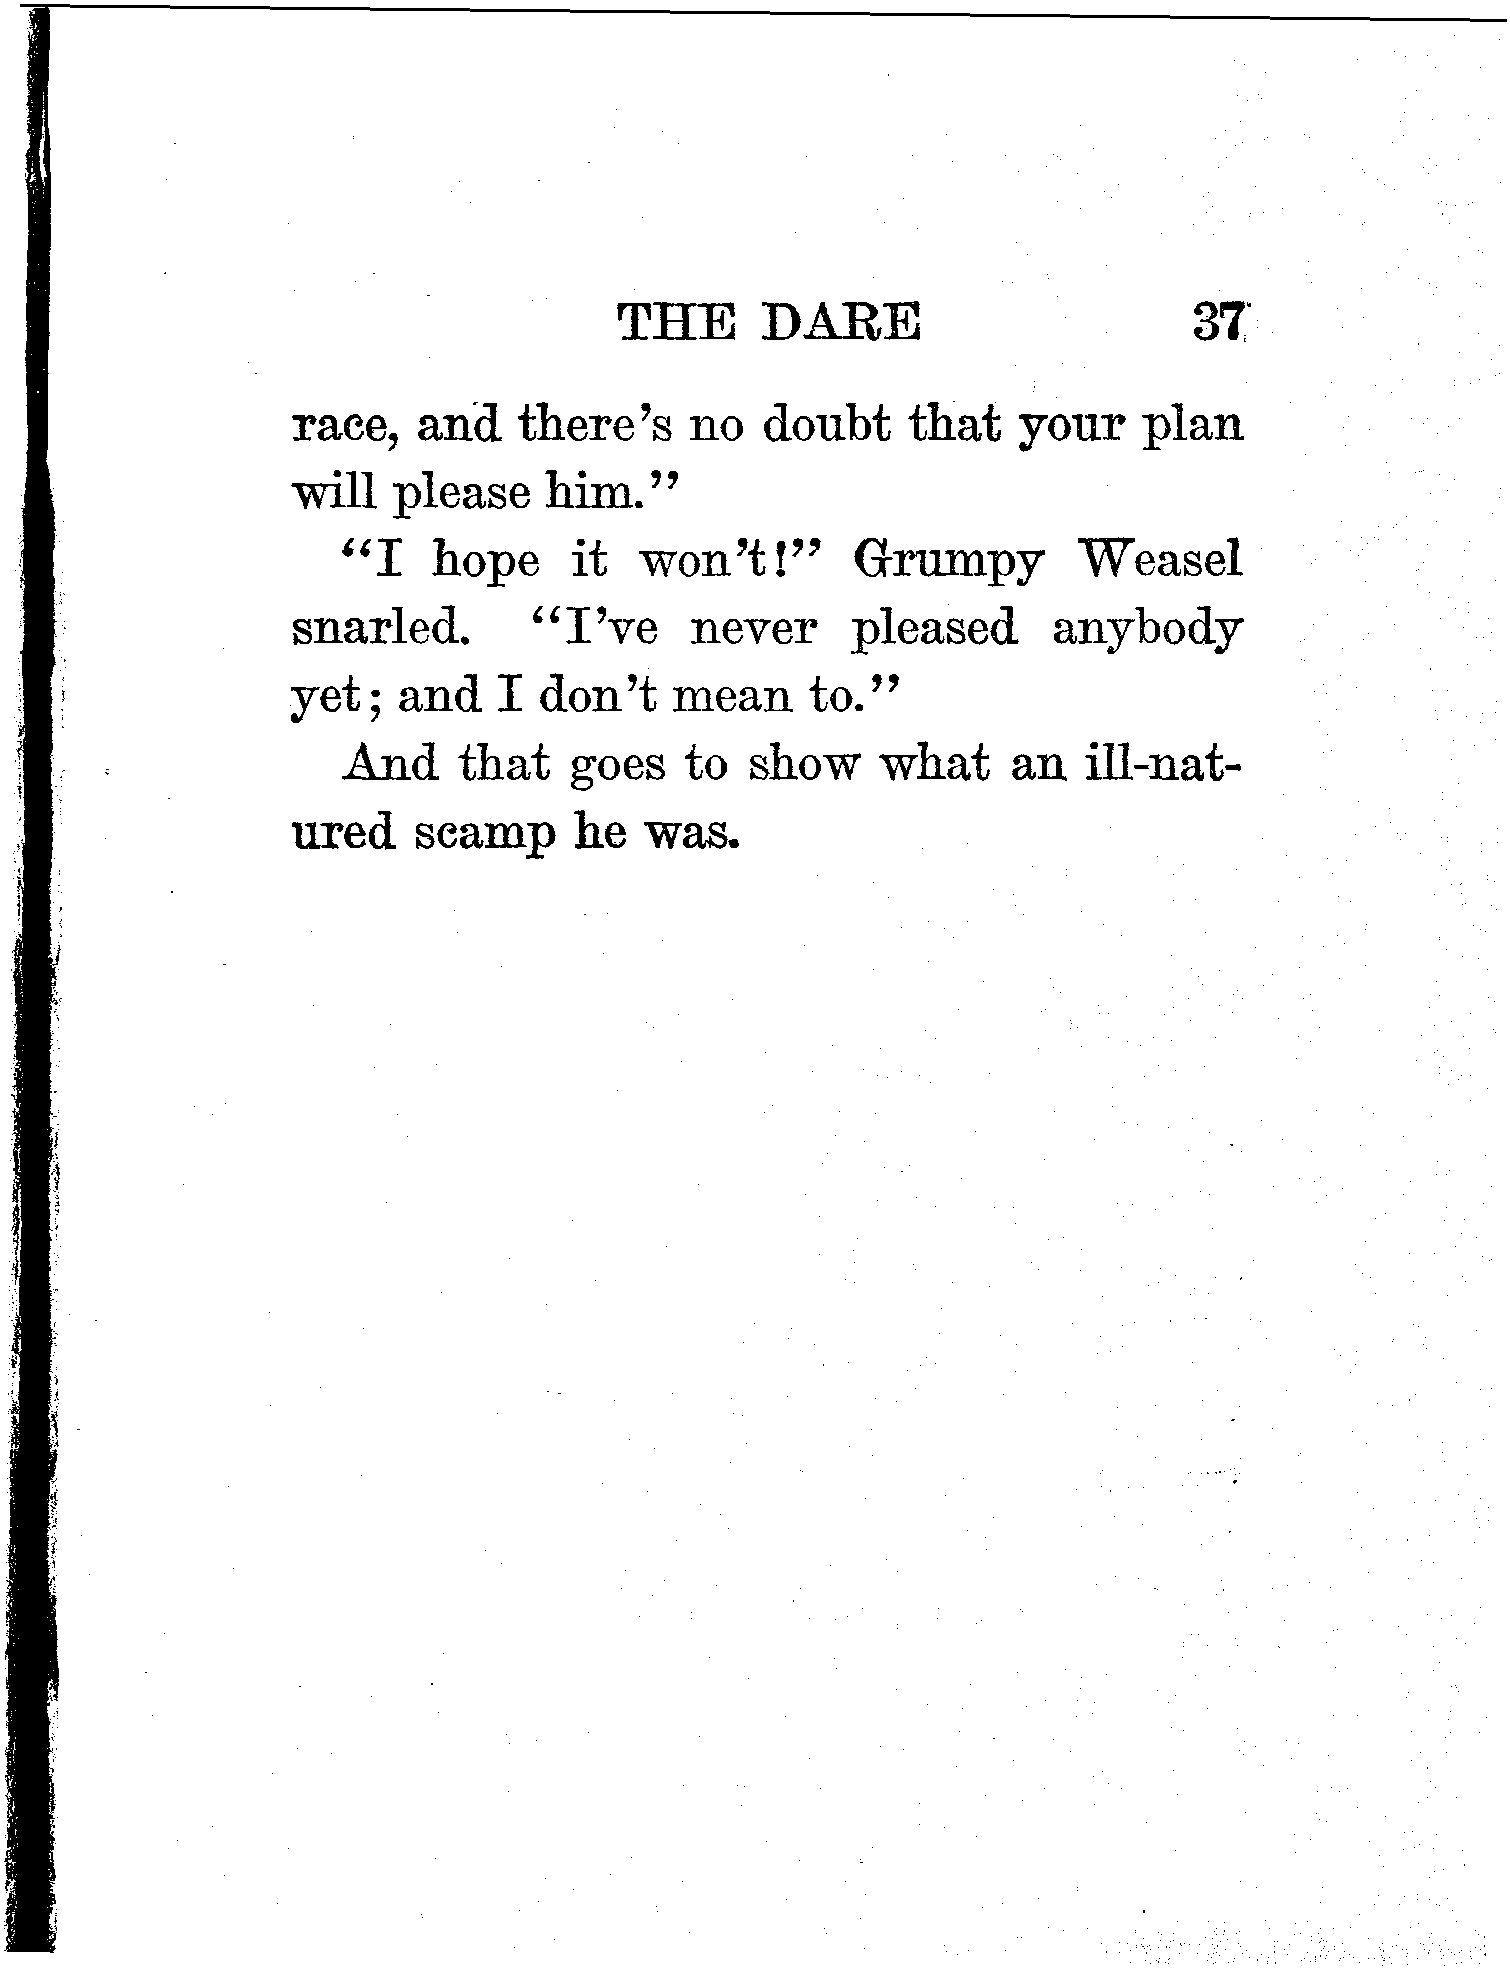 THE DARE 37
race, and there's no doubt that your plan
will please him."
"I hope it won't!" Grumpy Weasel
snarled. "I've never pleased anybody
yet; and I don't mean to."
And that goes to show what an ill-nat-
ured scamp he was.